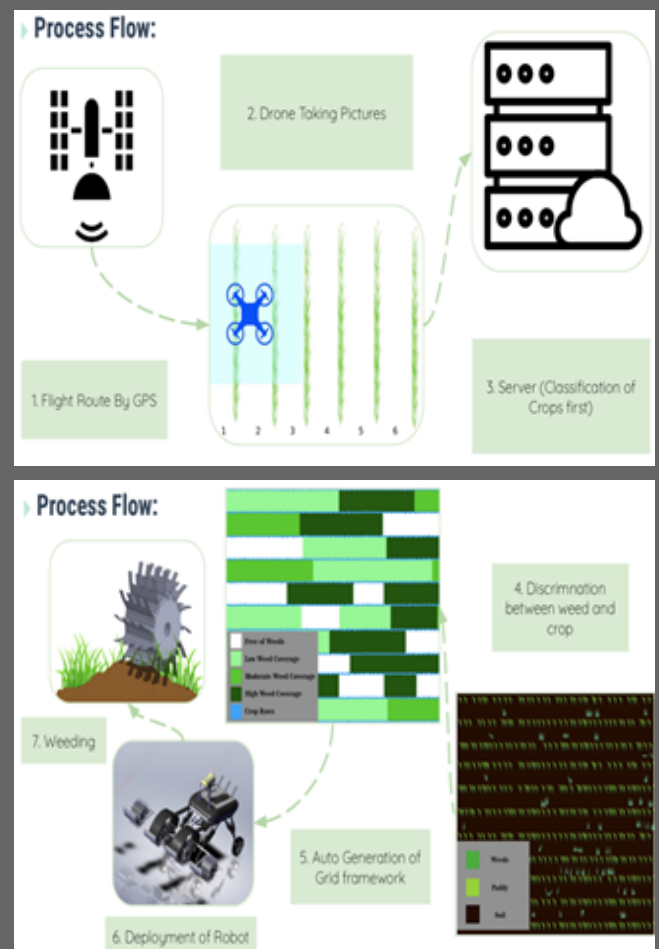 Process Flow:
2. Drone Taking Pictures
1. Flight Route By GPS
1 2 3 4 5 6
3. Server (Classification of
Crops first)
Process Flow:
4. Discrimnation
between weed and
crop
Free of Weeds
Low Weed Coverage
Moderate Weed Coverage
High Weed Coverage
Crop Rows
7. Weeding
5. Auto Generation of
Grid framework
Weeds
Paddy
Soil
6. Deployment of Robot